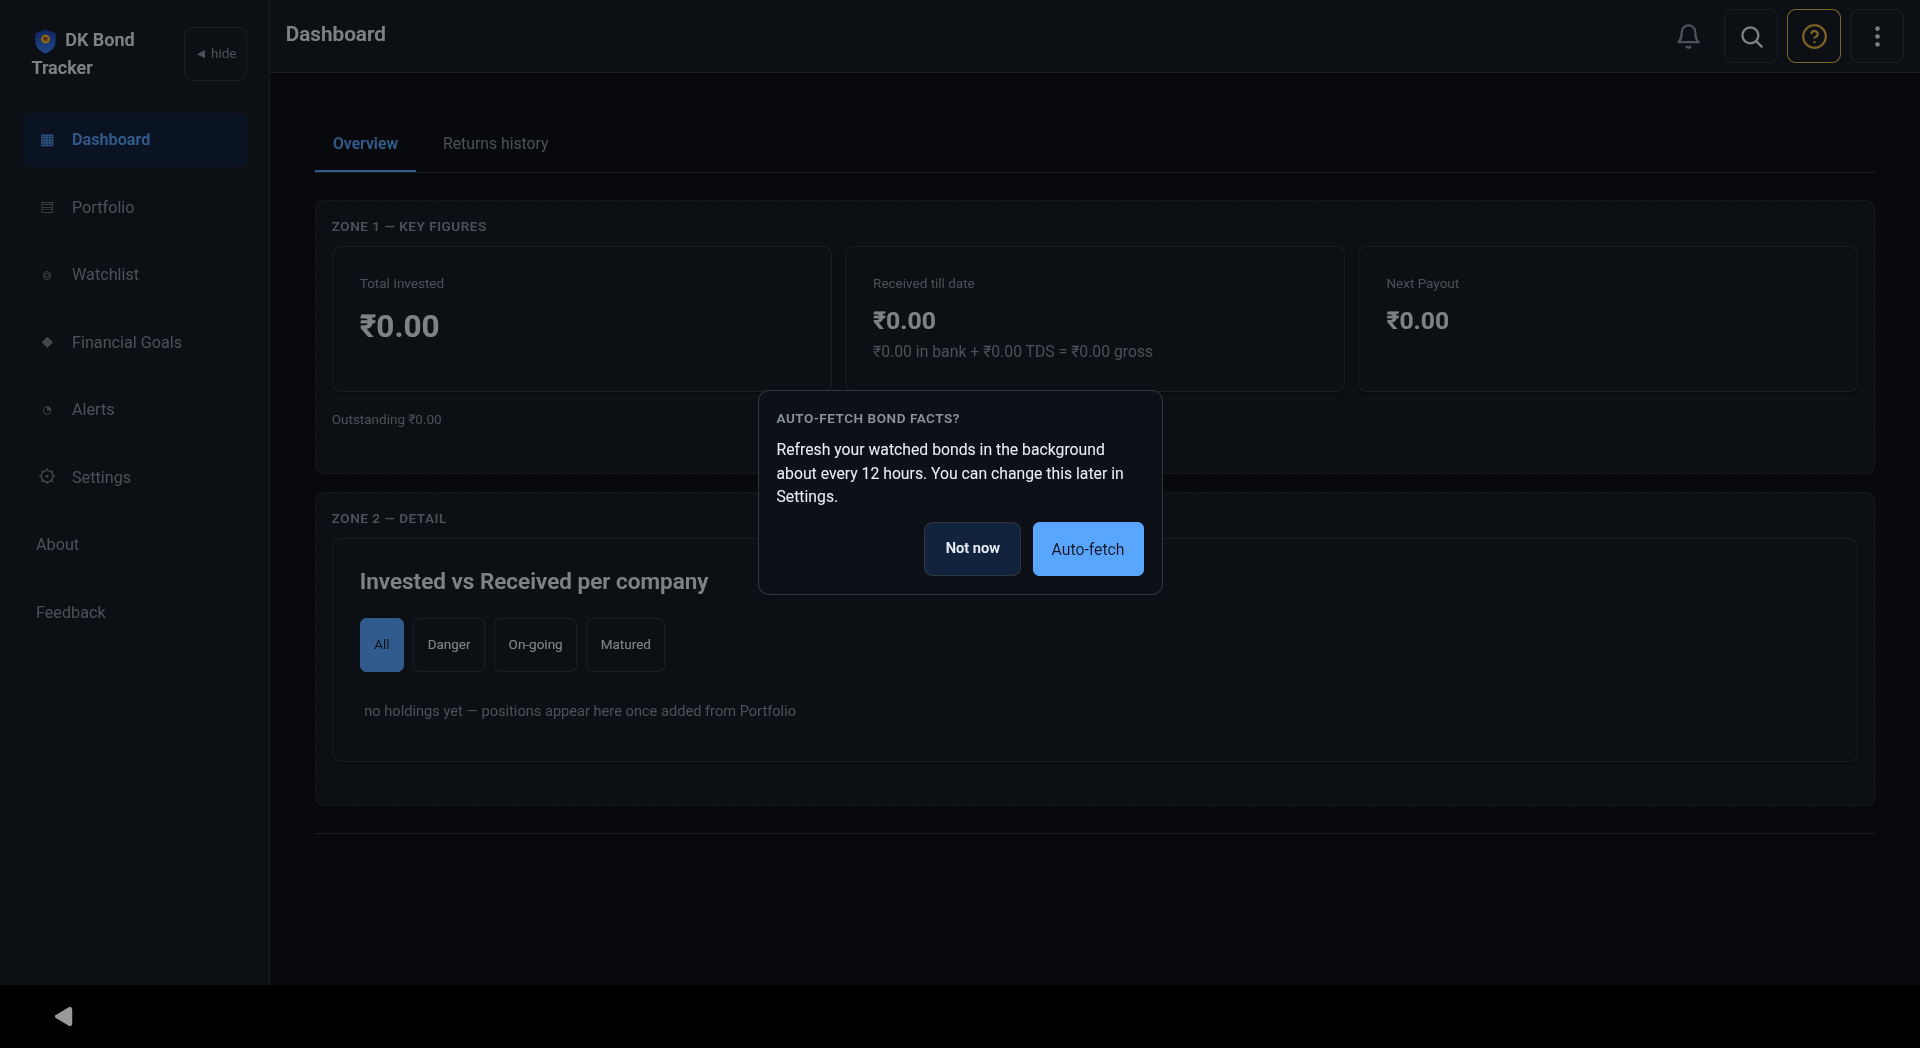 DK Bond
Tracker
◄ hide
Dashboard
Dashboard
Portfolio
Watchlist
Financial Goals
Alerts
Settings
About
Feedback
Overview
Returns history
ZONE 1 — KEY FIGURES
Total Invested
₹0.00
Received till date
₹0.00
₹0.00 in bank + ₹0.00 TDS = ₹0.00 gross
Next Payout
₹0.00
Outstanding ₹0.00
AUTO-FETCH BOND FACTS?
Refresh your watched bonds in the background
about every 12 hours. You can change this later in
Settings.
Not now
Auto-fetch
ZONE 2 — DETAIL
Invested vs Received per company
All
Danger
On-going
Matured
no holdings yet — positions appear here once added from Portfolio